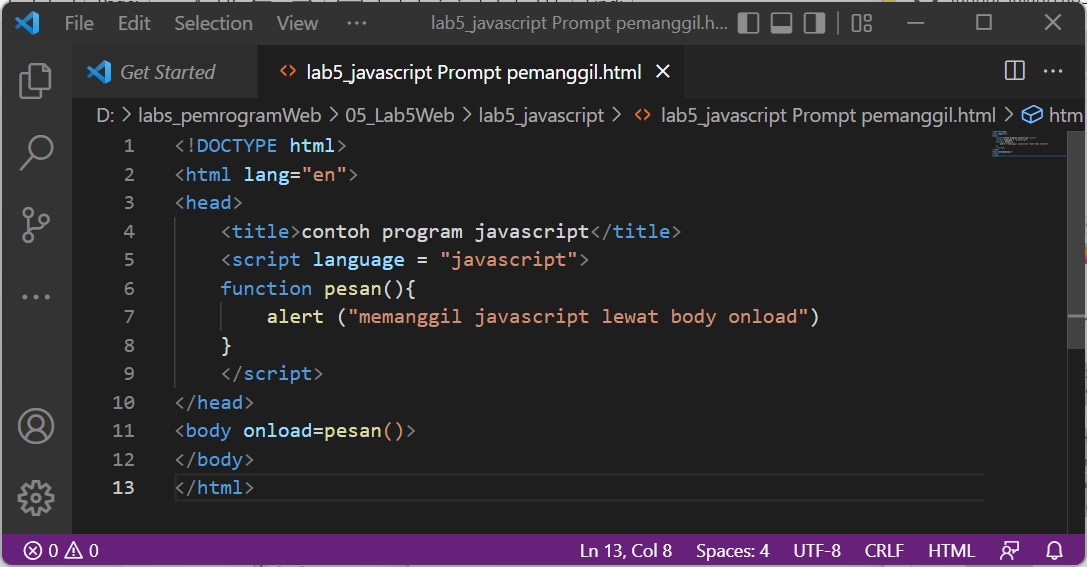 File Edit Selection View ··· lab5_javascript Prompt pemanggil.h...
Get Started <> lab5_javascript Prompt pemanggil.html ×
D: > labs_pemrogramWeb > 05_Lab5Web > lab5_javascript > <> lab5_javascript Prompt pemanggil.html > htm
1 <!DOCTYPE html>
2 <html lang="en">
3 <head>
4 <title>contoh program javascript</title>
5 <script language = "javascript">
6 function pesan(){
7 alert ("memanggil javascript lewat body onload")
8 }
9 </script>
10 </head>
11 <body onload=pesan()>
12 </body>
13 </html>
0 0 Ln 13, Col 8 Spaces: 4 UTF-8 CRLF HTML